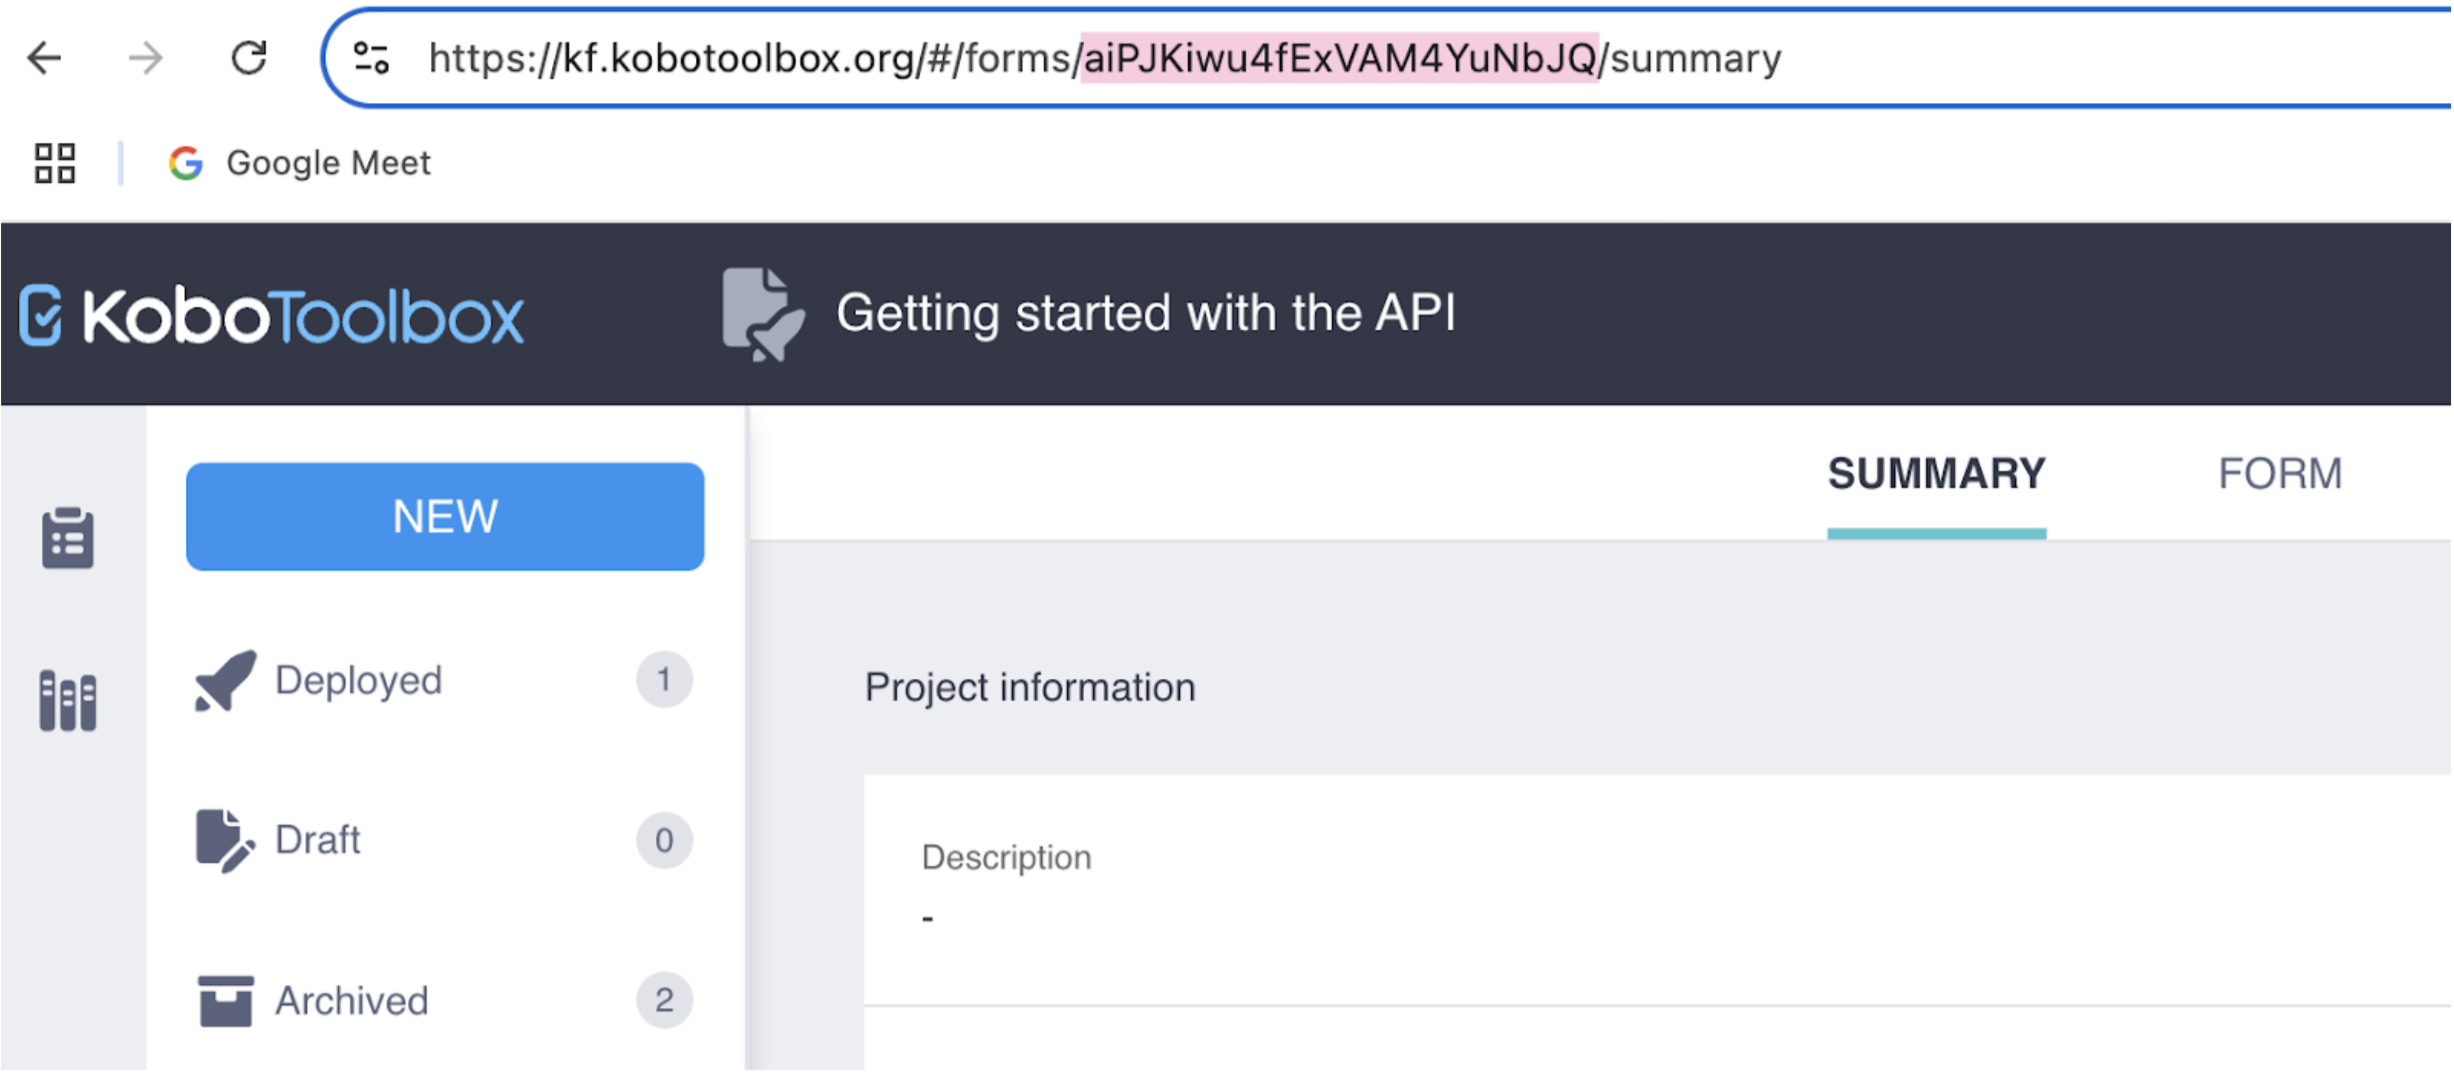 https://kf.kobotoolbox.org/#/forms/aiPJKiwu4fExVAM4YuNbJQ/summary
Google Meet
KoboToolbox
Getting started with the API
SUMMARY FORM
NEW
Deployed 1
Draft 0
Archived 2
Project information
Description
-